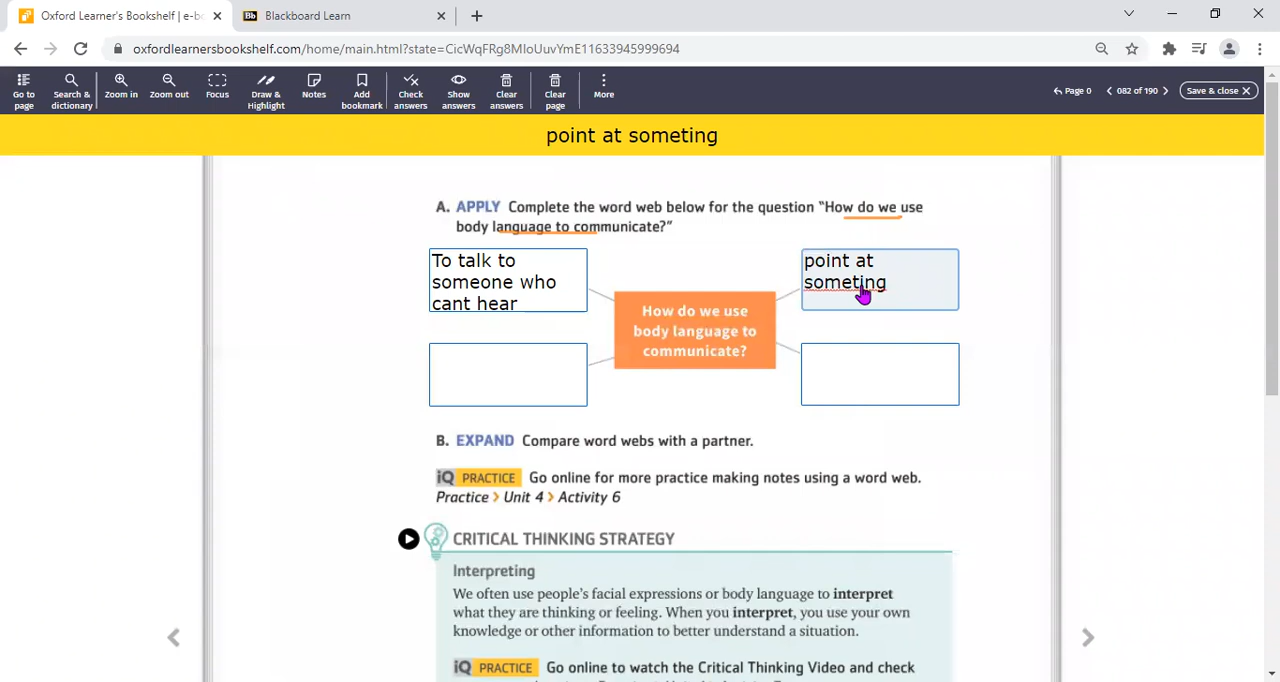 Oxford Learner's Bookshelf | e-bo
Blackboard Learn
oxfordlearnersbookshelf.com/home/main.html?state=CicWqFRg8MIoUuvYmE11633945999694
Go to page
Search & dictionary
Zoom in
Zoom out
Focus
Draw & Highlight
Notes
Add bookmark
Check answers
Show answers
Clear answers
Clear page
More
Page 0
082 of 190
Save & close
point at someting
A. APPLY Complete the word web below for the question "How do we use
body language to communicate?"
To talk to
someone who
cant hear
point at
someting
How do we use
body language to
communicate?
B. EXPAND Compare word webs with a partner.
iQ PRACTICE Go online for more practice making notes using a word web.
Practice > Unit 4 > Activity 6
CRITICAL THINKING STRATEGY
Interpreting
We often use people's facial expressions or body language to interpret
what they are thinking or feeling. When you interpret, you use your own
knowledge or other information to better understand a situation.
iQ PRACTICE Go online to watch the Critical Thinking Video and check